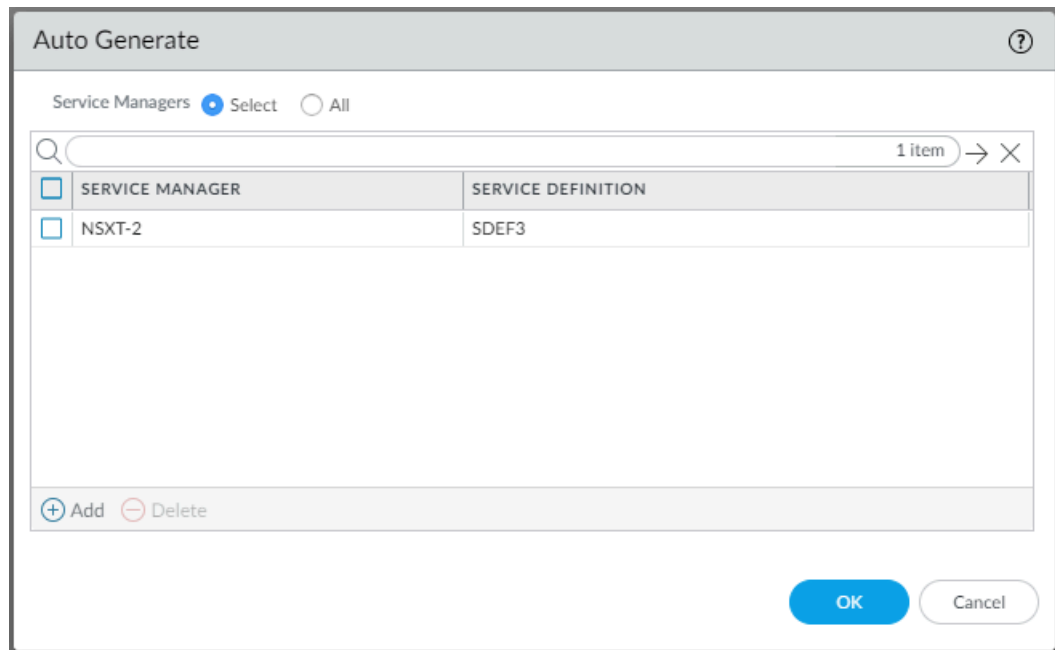 Auto Generate
Service Managers Select All
1 item
SERVICE MANAGER SERVICE DEFINITION
NSXT-2 SDEF3
Add Delete
OK Cancel